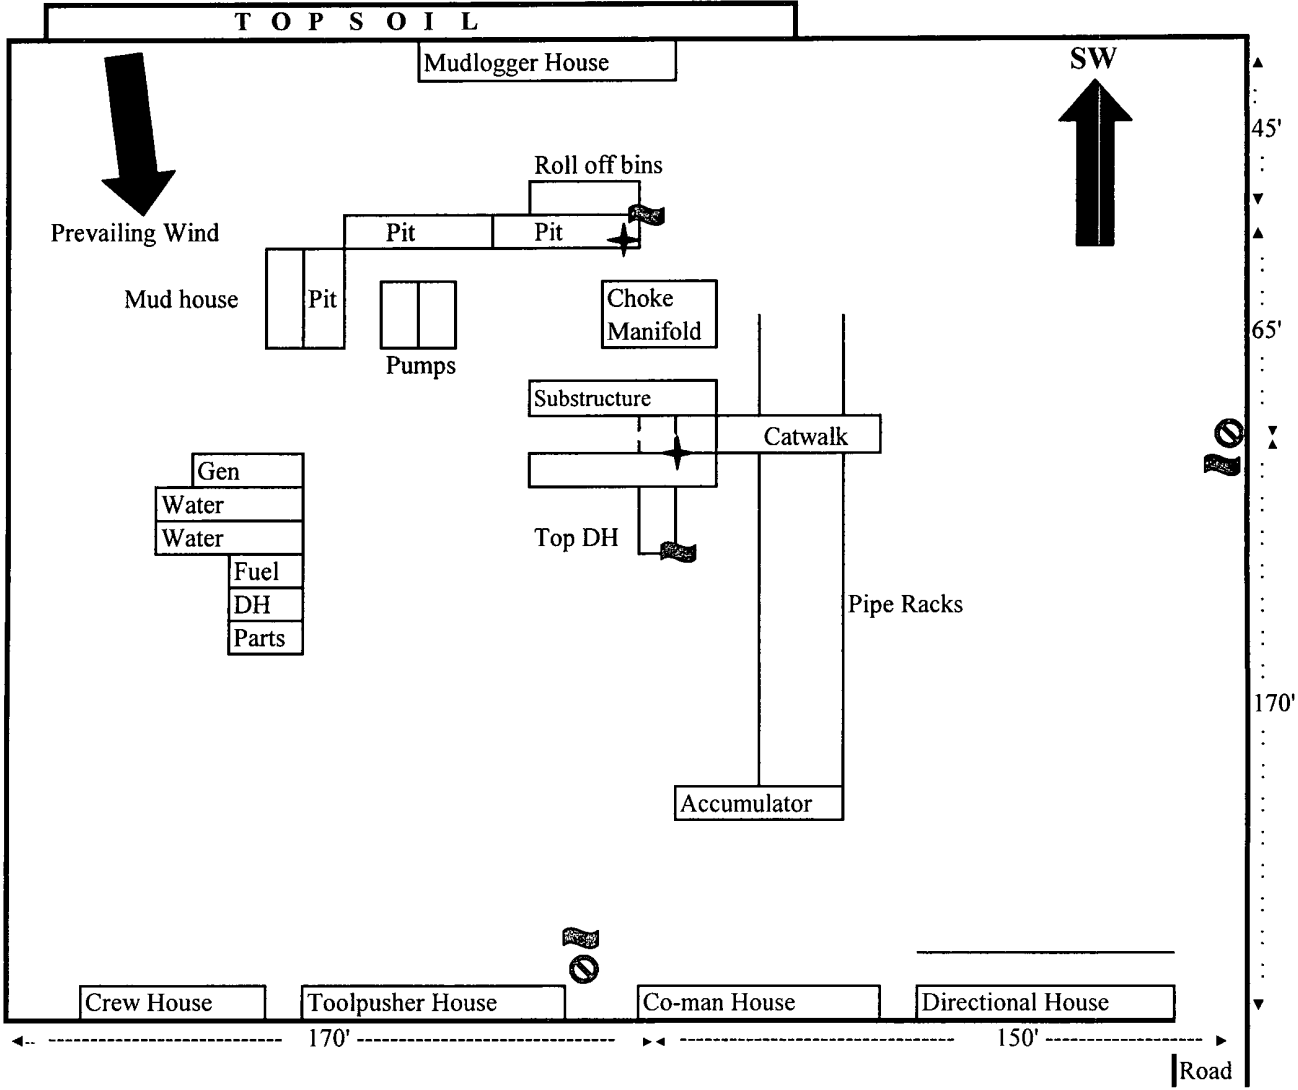 T O P S O I L
Mudlogger House
SW
45'
Roll off bins
Prevailing Wind
Pit
Pit
Mud house
Pit
Choke
Manifold
65'
Pumps
Substructure
Catwalk
Gen
Water
Water
Top DH
Fuel
DH
Parts
Pipe Racks
170'
Accumulator
Crew House
Toolpusher House
Co-man House
Directional House
170'
150'
Road